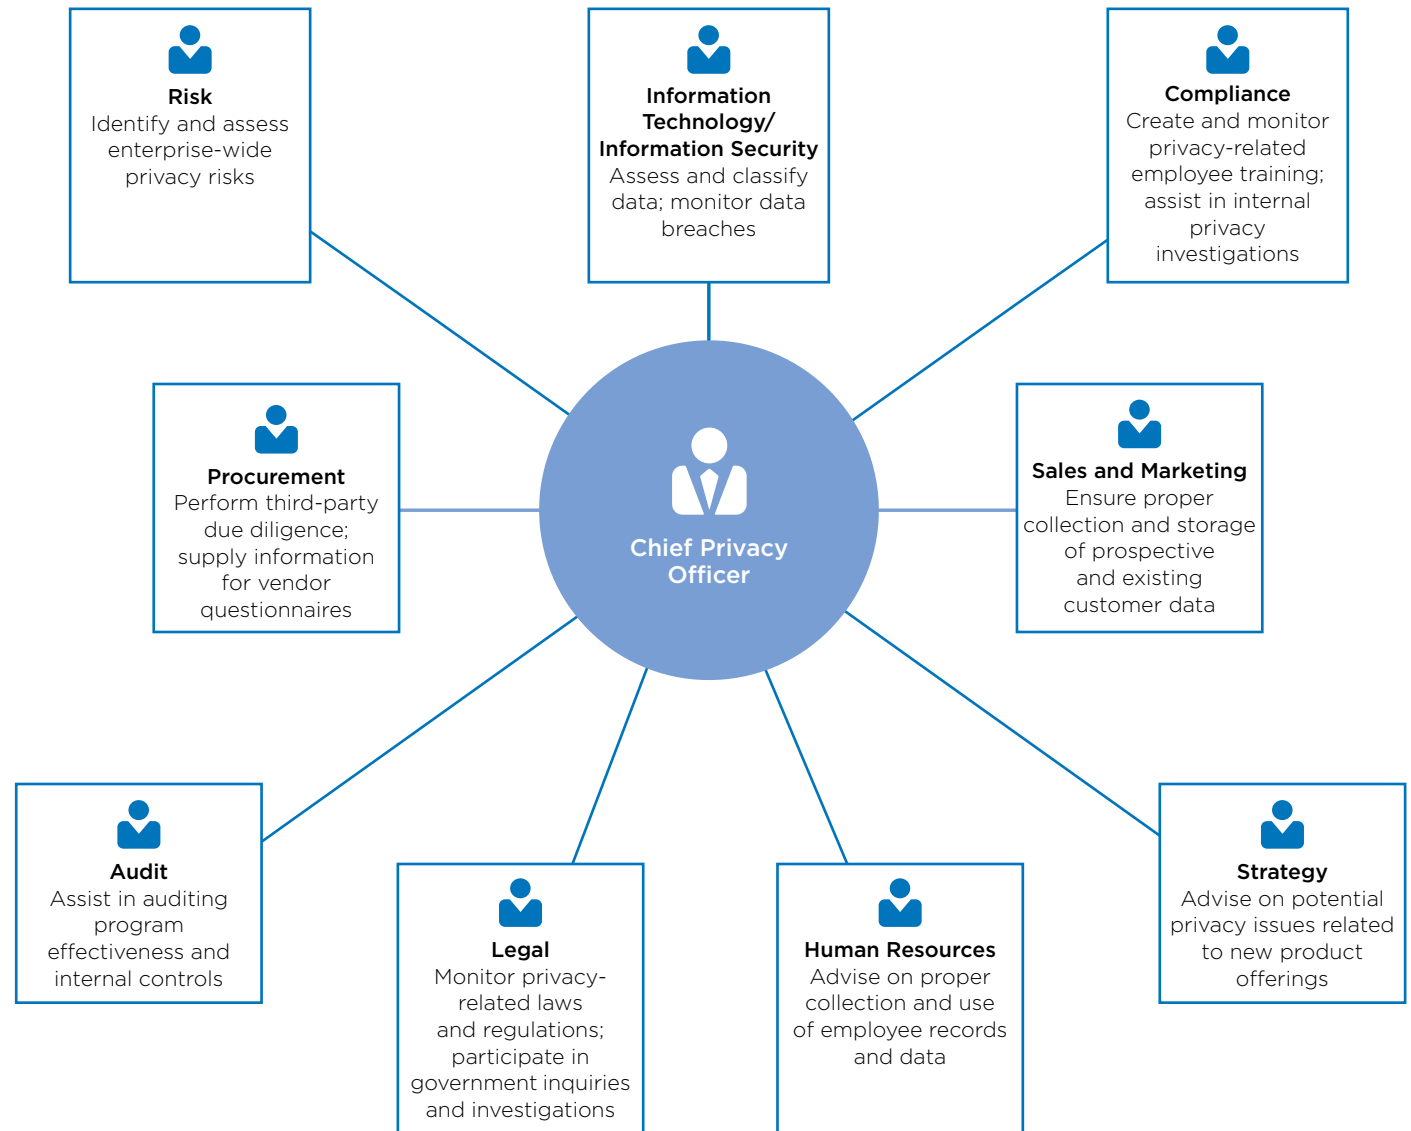 Risk
Identify and assess
enterprise-wide
privacy risks
Information
Technology/
Information Security
Assess and classify
data; monitor data
breaches
Compliance
Create and monitor
privacy-related
employee training;
assist in internal
privacy
investigations
Procurement
Perform third-party
due diligence;
supply information
for vendor
questionnaires
Chief Privacy
Officer
Sales and Marketing
Ensure proper
collection and storage
of prospective
and existing
customer data
Audit
Assist in auditing
program
effectiveness and
internal controls
Legal
Monitor privacy-
related laws
and regulations;
participate in
government inquiries
and investigations
Human Resources
Advise on proper
collection and use
of employee records
and data
Strategy
Advise on potential
privacy issues related
to new product
offerings